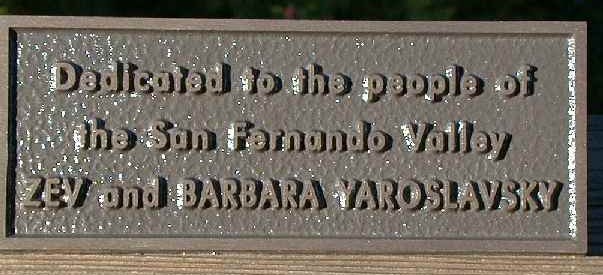 Dedicated to the people of
the San Fernando Valley
ZEV and BARBARA YAROSLAVSKY